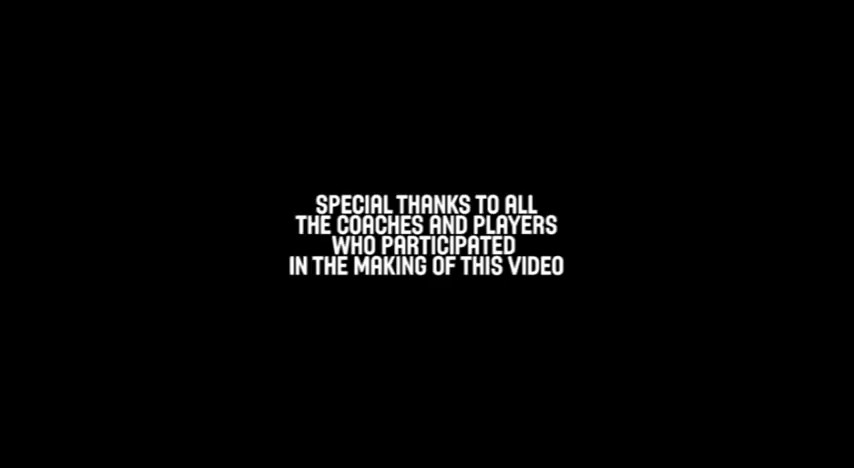 SPECIAL THANKS TO ALL
THE COACHES AND PLAYERS
WHO PARTICIPATED
IN THE MAKING OF THIS VIDEO